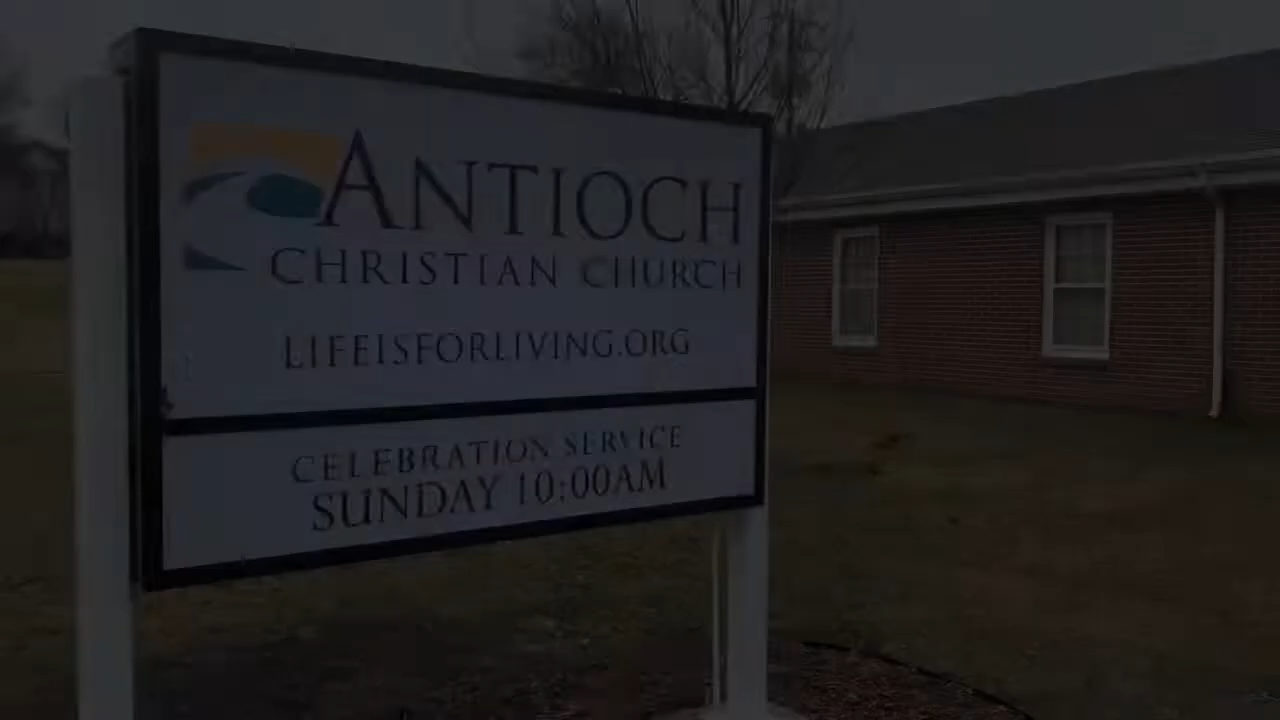 ANTIOCH
CHRISTIAN CHURCH
LIFEISFORLIVING.ORG
CELEBRATION SERVICE
SUNDAY 10:00AM